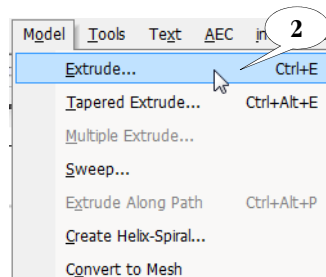 Model Tools Text AEC 2
Extrude... Ctrl+E
Tapered Extrude... Ctrl+Alt+E
Multiple Extrude...
Sweep...
Extrude Along Path Ctrl+Alt+P
Create Helix-Spiral...
Convert to Mesh